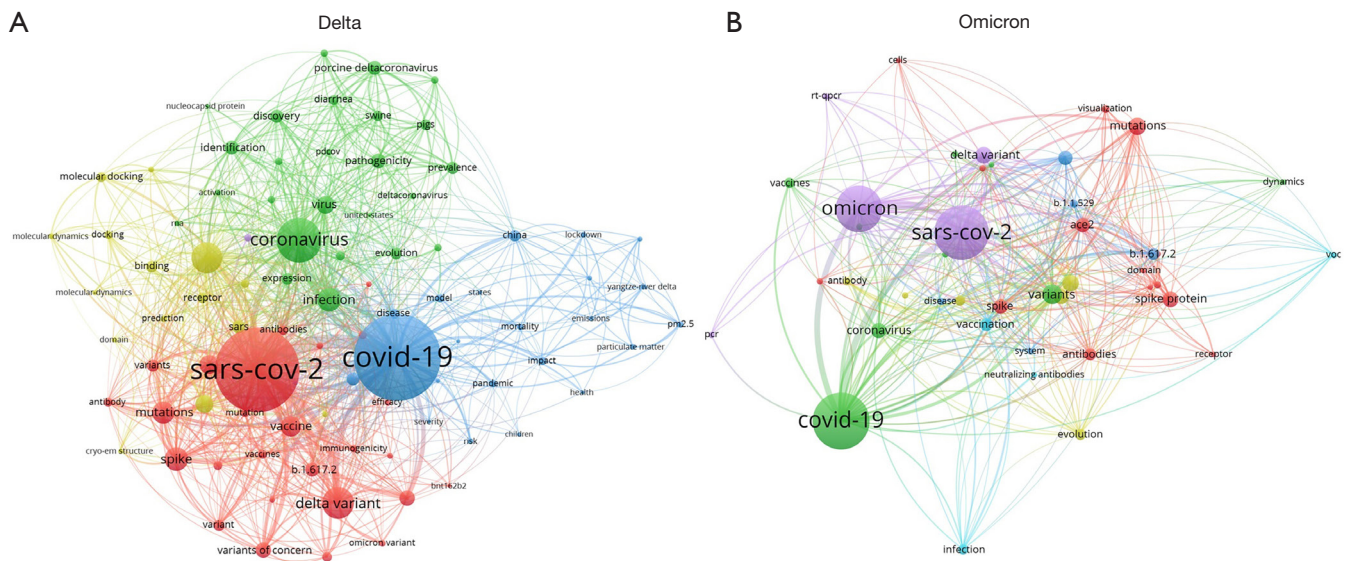 A
Delta
porcine deltacoronavirus
diarrhea
nucleocapsid protein
discovery
swine
pigs
identification
pdcov
pathogenicity
prevalence
molecular docking
activation
deltacoronavirus
virus
united-states
rna
molecular-dynamics
docking
coronavirus
evolution
china
lockdown
binding
expression
molecular-dynamics
receptor
infection
model
states
yangtze-river delta
prediction
sars
antibodies
disease
mortality
emissions
pm2.5
domain
particulate matter
variants
sars-cov-2
covid-19
impact
pandemic
health
antibody
mutations
mutation
efficacy
vaccine
severity
children
risk
cryo-em structure
spike
vaccines
immunogenicity
b.1.617.2
bnt162b2
delta variant
variant
variants of concern
omicron variant
B
Omicron
cells
rt-qpcr
visualization
mutations
delta variant
vaccines
dynamics
omicron
b.1.1.529
ace2
sars-cov-2
b.1.617.2
voc
domain
antibody
disease
spike
variants
spike protein
coronavirus
vaccination
pcr
system
antibodies
receptor
neutralizing antibodies
covid-19
evolution
infection